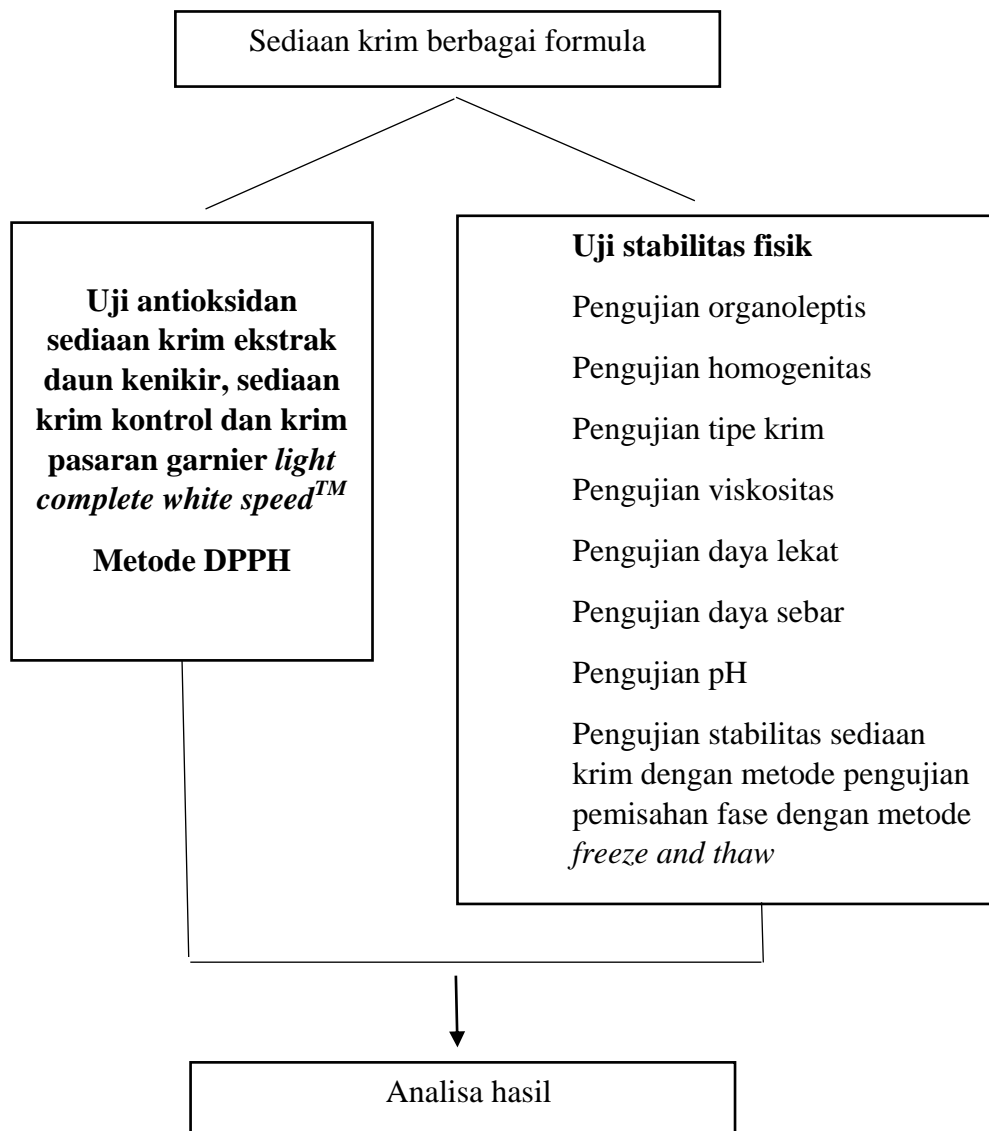 Sediaan krim berbagai formula
Uji antioksidan
sediaan krim ekstrak
daun kenikir, sediaan
krim kontrol dan krim
pasaran garnier light
complete white speedTM
Metode DPPH
Uji stabilitas fisik
Pengujian organoleptis
Pengujian homogenitas
Pengujian tipe krim
Pengujian viskositas
Pengujian daya lekat
Pengujian daya sebar
Pengujian pH
Pengujian stabilitas sediaan
krim dengan metode pengujian
pemisahan fase dengan metode
freeze and thaw
Analisa hasil